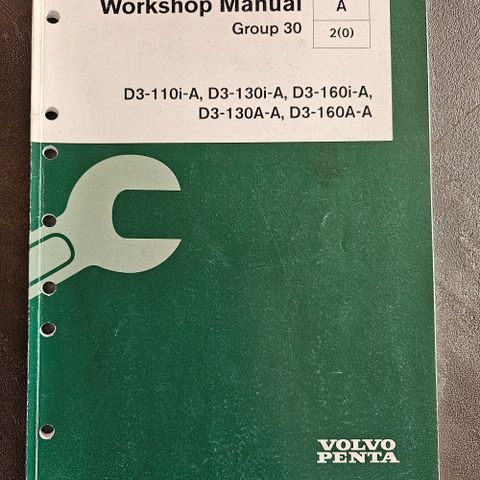 Workshop Manual
Group 30
A
2(0)
D3-110i-A, D3-130i-A, D3-160i-A,
D3-130A-A, D3-160A-A
VOLVO
PENTA